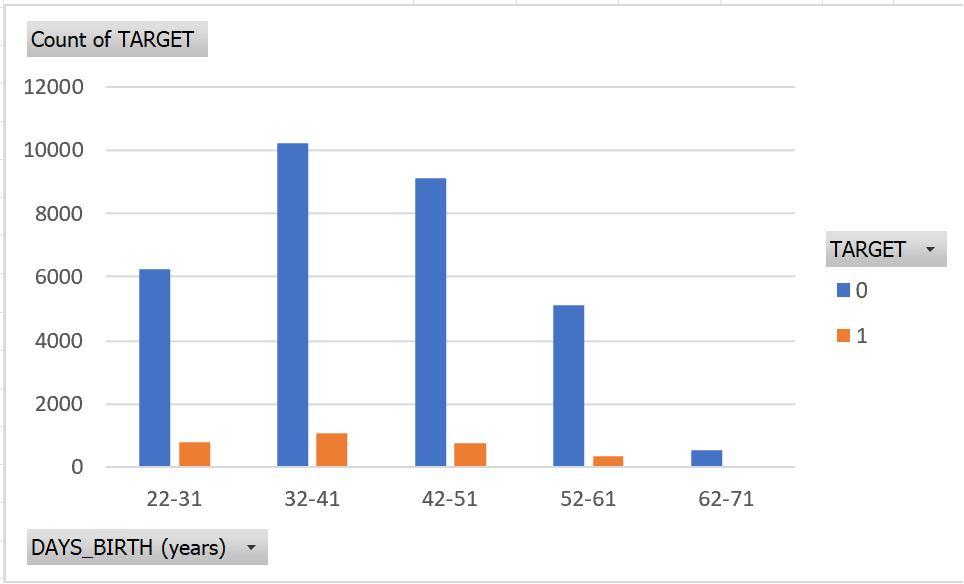 Count of TARGET
12000
10000
8000
6000
4000
2000
0
22-31 32-41 42-51 52-61 62-71
DAYS_BIRTH (years)
TARGET
0
1